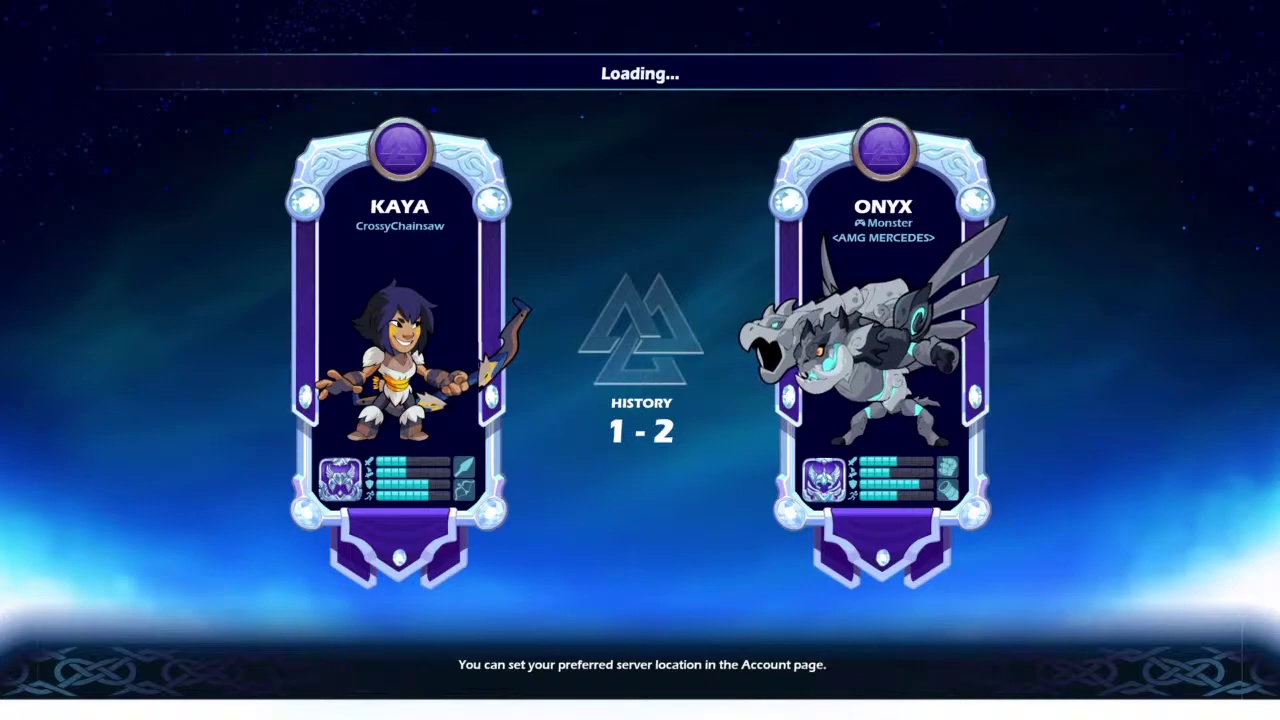 Loading...
KAYA
CrossyChainsaw
ONYX
Monster
<AMG MERCEDES>
HISTORY
1 - 2
You can set your preferred server location in the Account page.